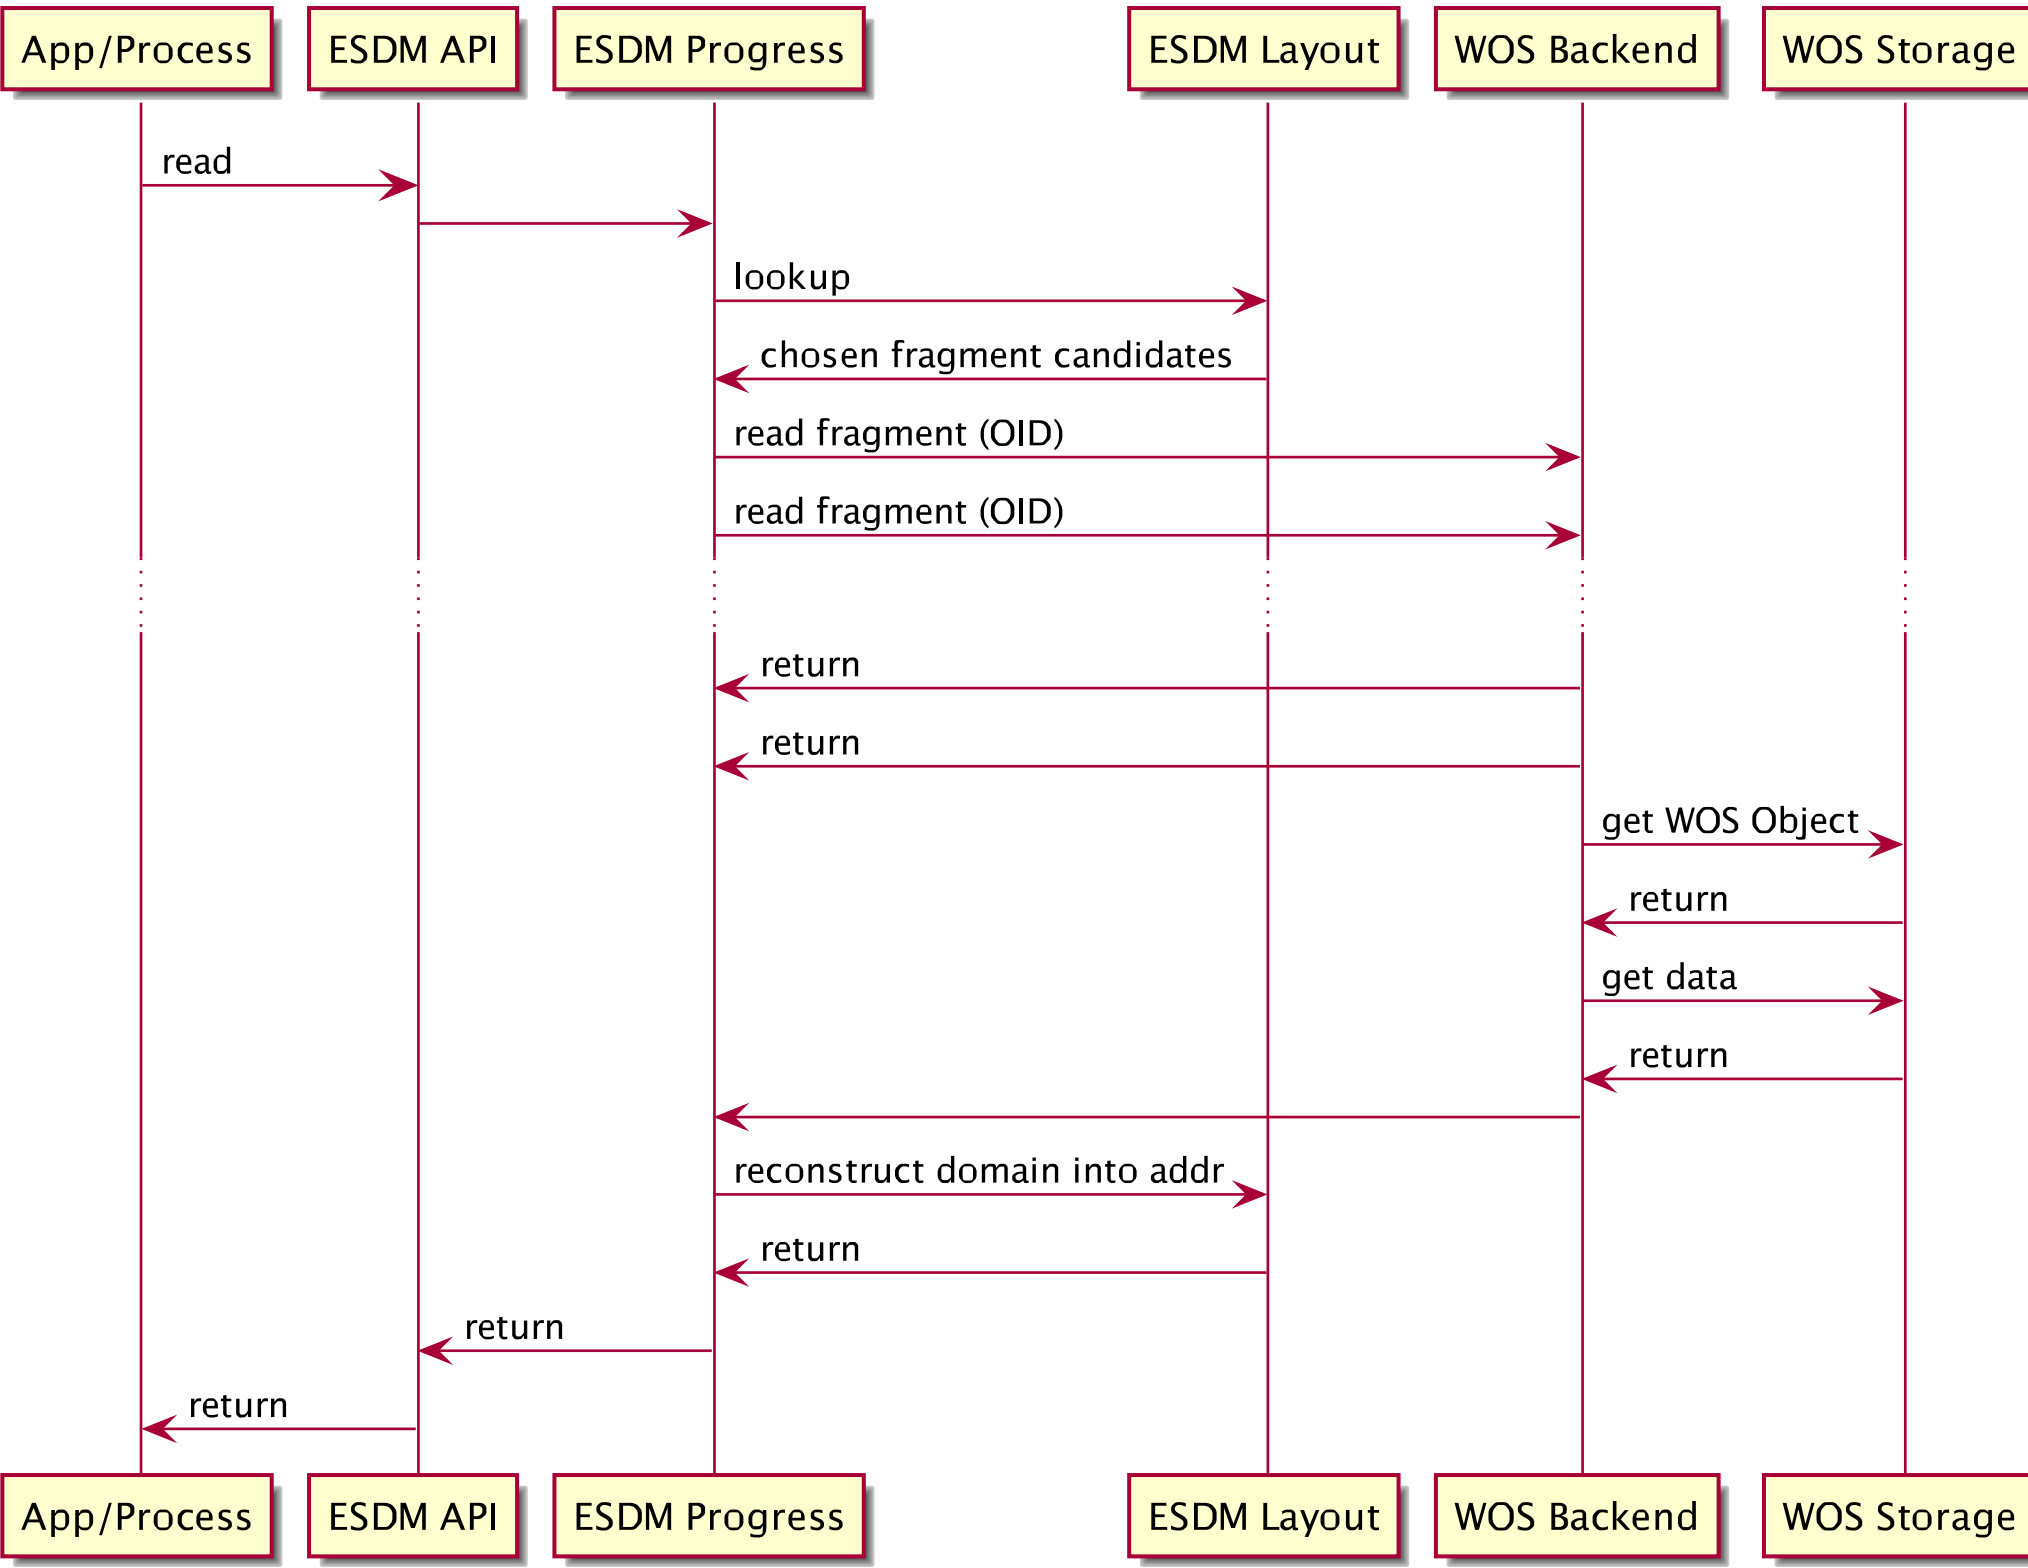 App/Process ESDM API ESDM Progress ESDM Layout WOS Backend WOS Storage
read
lookup
chosen fragment candidates
read fragment (OID)
read fragment (OID)
return
return
get WOS Object
return
get data
return
reconstruct domain into addr
return
return
return
App/Process ESDM API ESDM Progress ESDM Layout WOS Backend WOS Storage